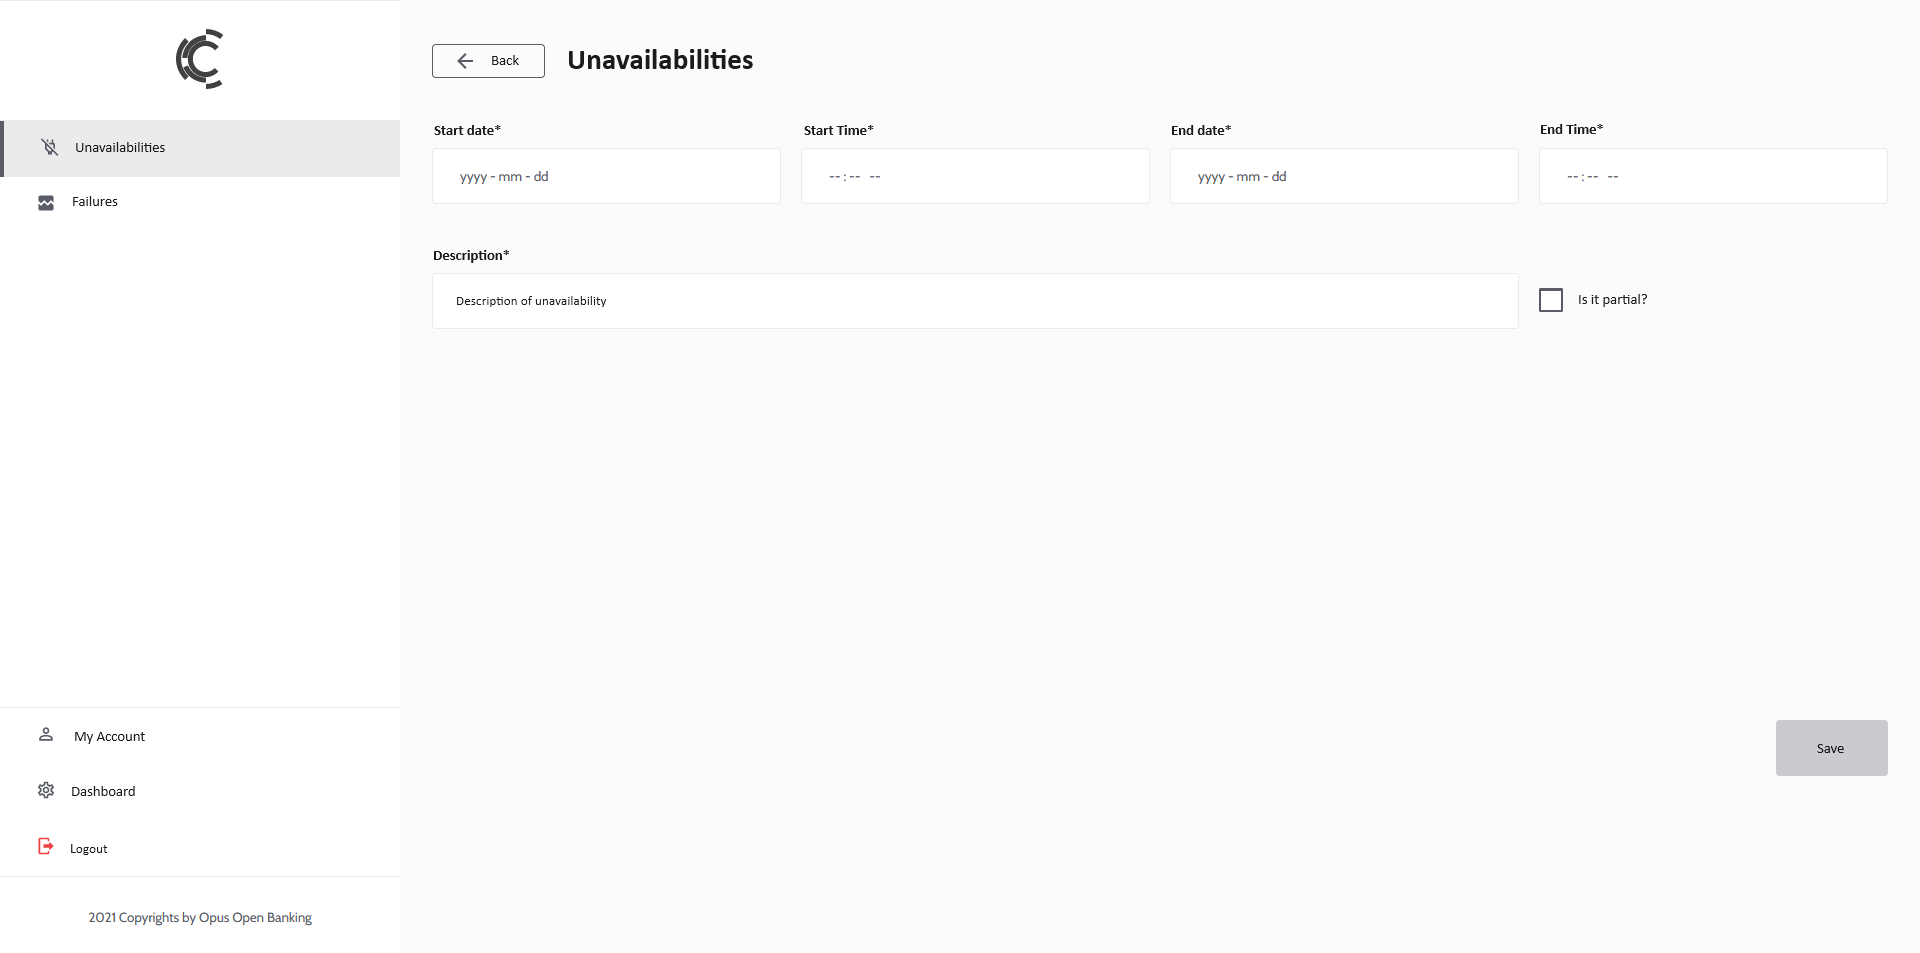 Back
Unavailabilities
Unavailabilities
Failures
Start date*
Start Time*
End date*
End Time*
yyyy - mm - dd
-- : -- --
yyyy - mm - dd
-- : -- --
Description*
Description of unavailability
Is it partial?
Save
My Account
Dashboard
Logout
2021 Copyrights by Opus Open Banking